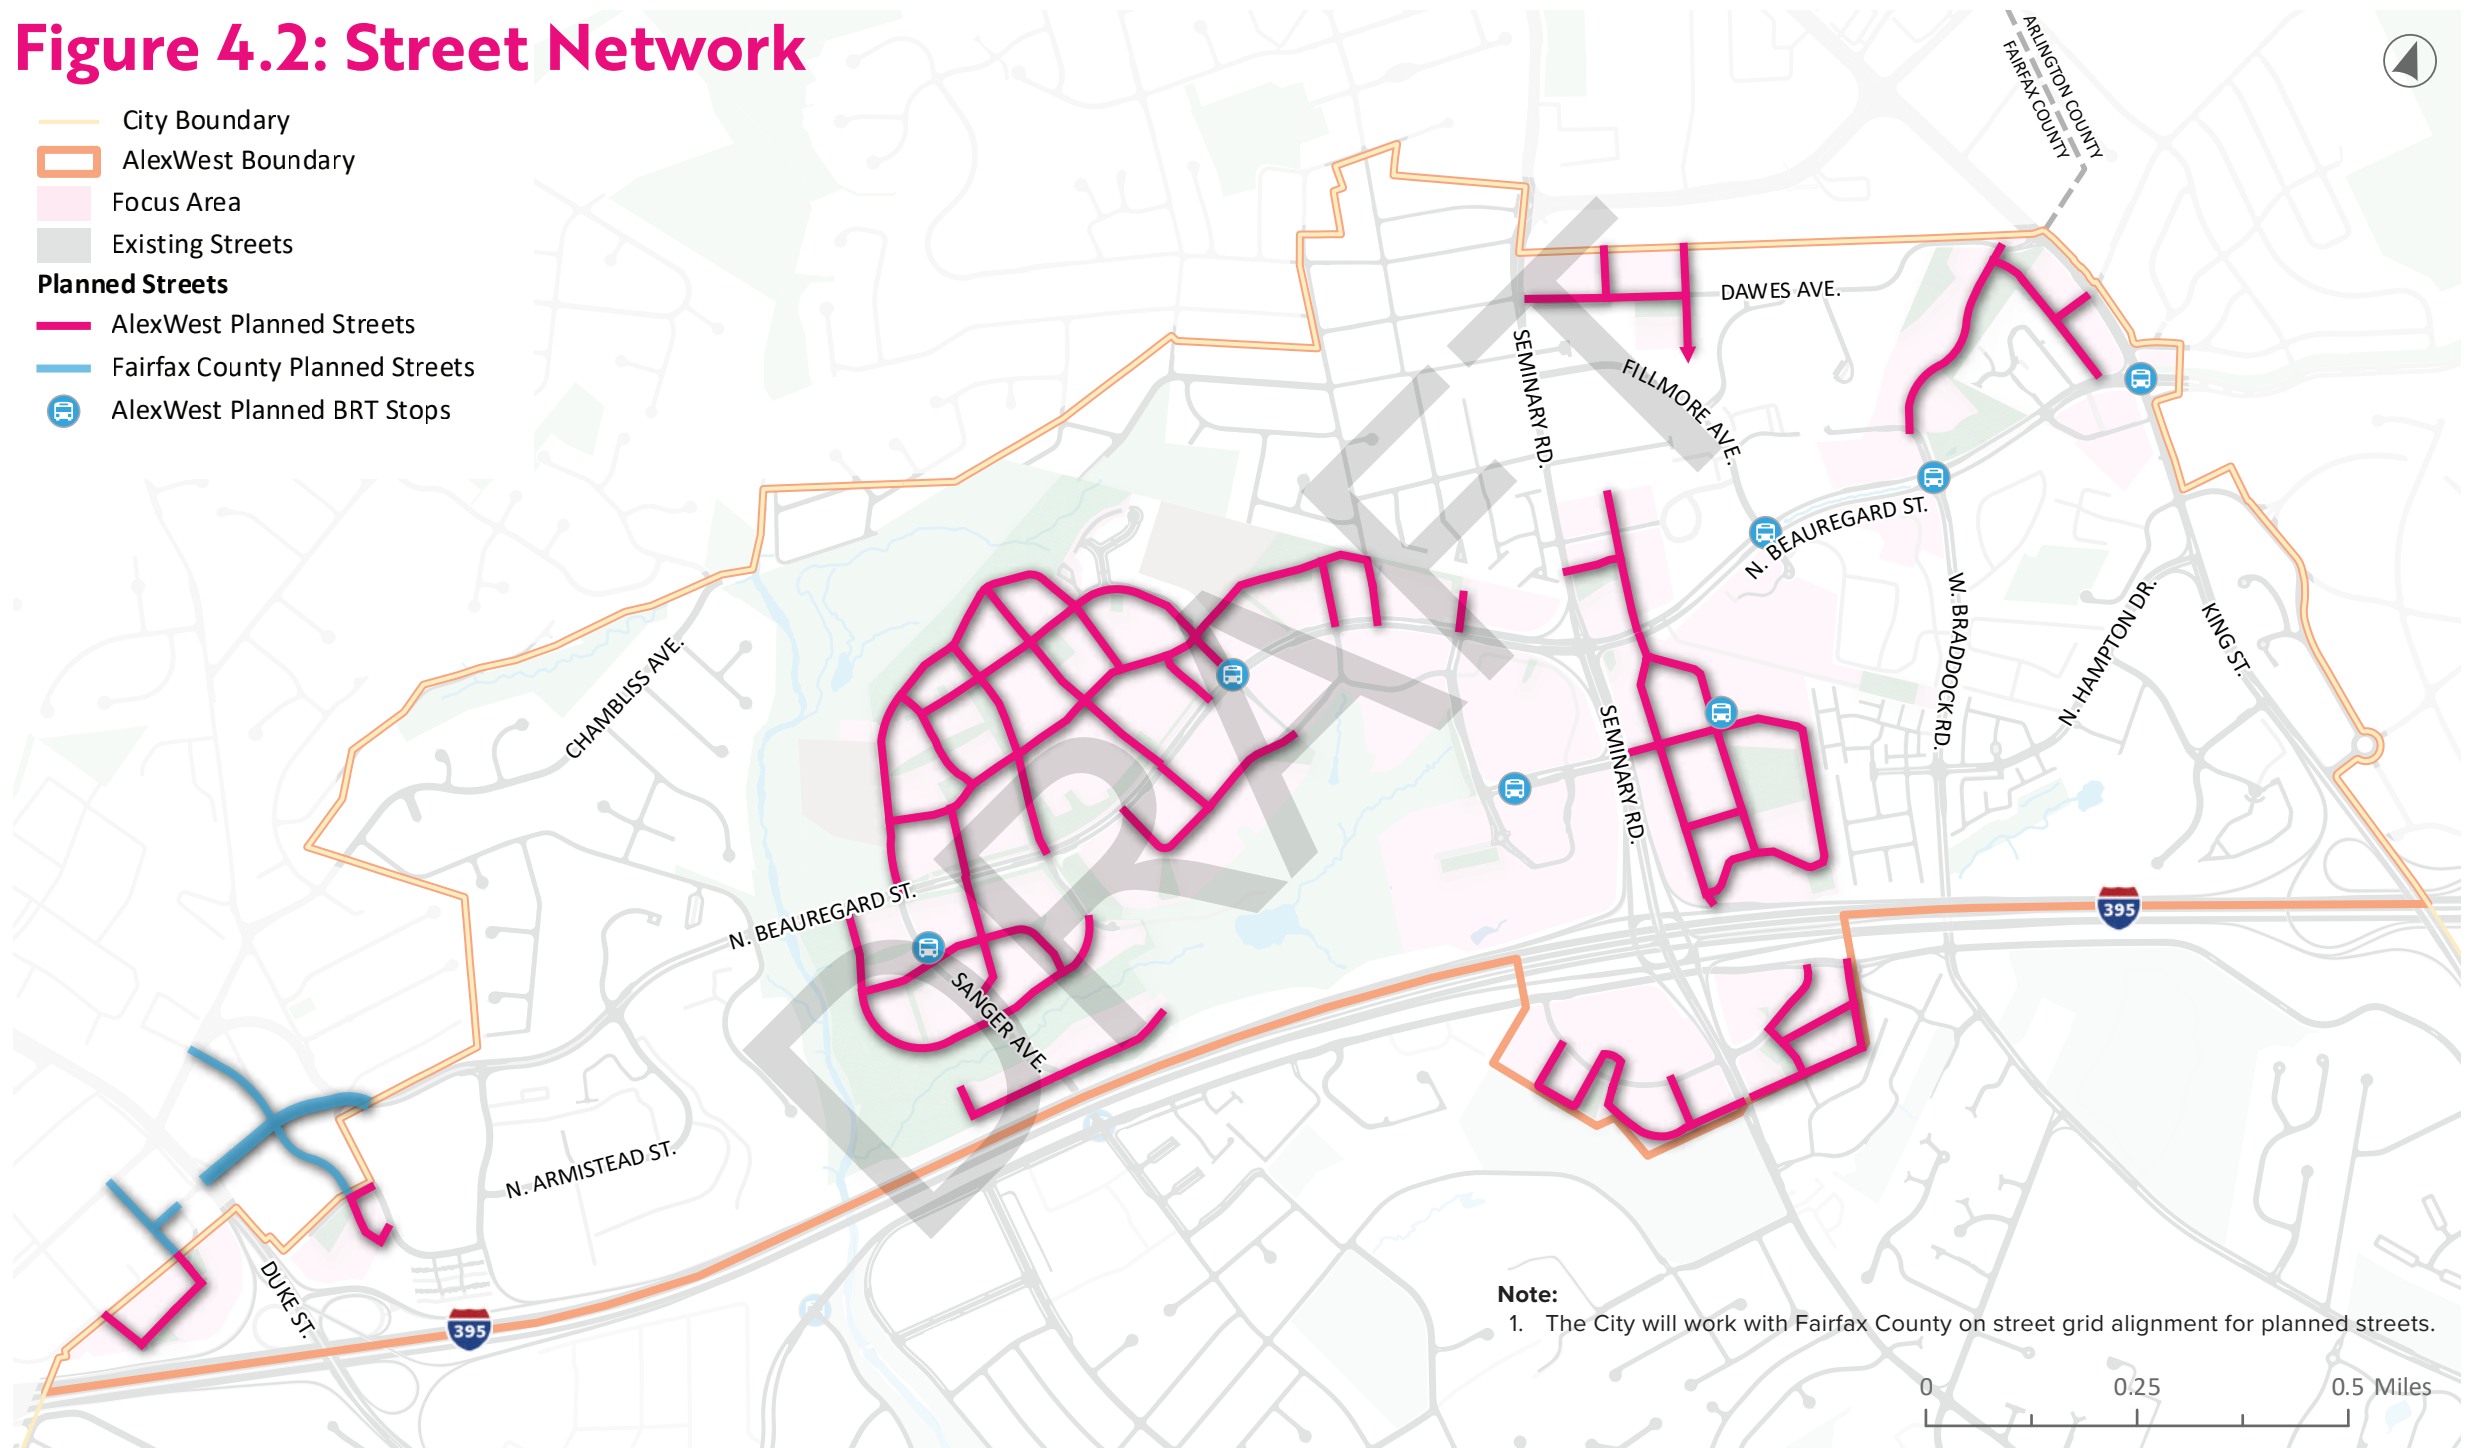 Figure 4.2: Street Network
City Boundary
AlexWest Boundary
Focus Area
Existing Streets
Planned Streets
AlexWest Planned Streets
Fairfax County Planned Streets
AlexWest Planned BRT Stops
ARLINGTON COUNTY
FAIRFAX COUNTY
DAWES AVE.
SEMINARY RD.
FILLMORE AVE.
N. BEAUREGARD ST.
W. BRADDOCK RD.
N. HAMPTON DR.
KING ST.
CHAMBLISS AVE.
SEMINARY RD.
N. BEAUREGARD ST.
395
SANGER AVE.
N. ARMISTEAD ST.
DUKE ST.
395
DRAFT
Note:
1. The City will work with Fairfax County on street grid alignment for planned streets.
0 0.25 0.5 Miles